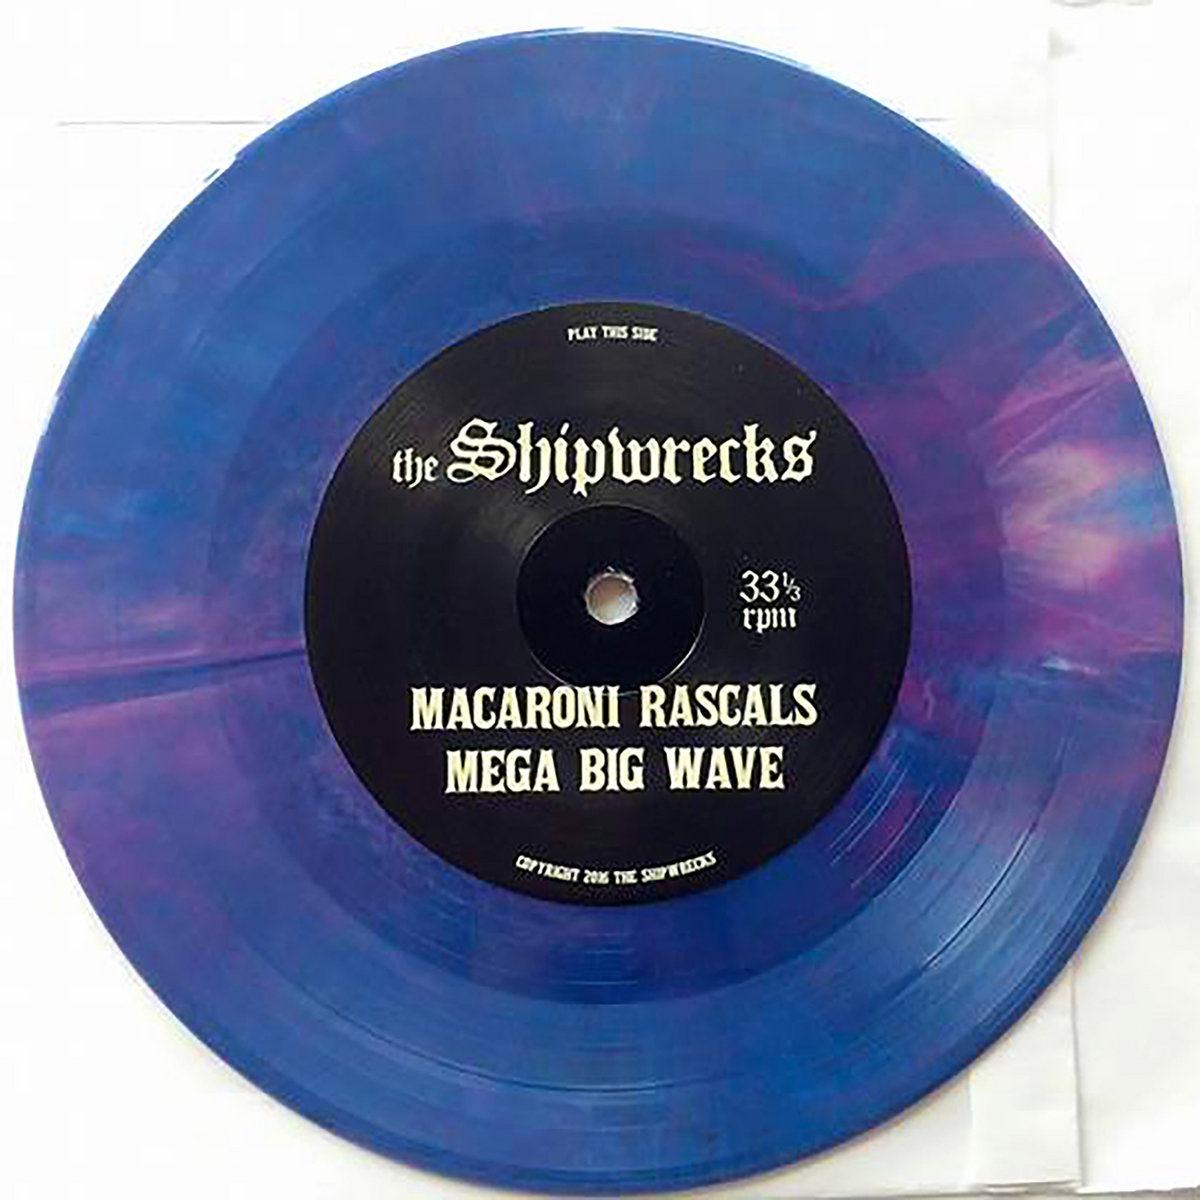 PLAY THIS SIDE
the Shipwrecks
33⅓
rpm
MACARONI RASCALS
MEGA BIG WAVE
COPYRIGHT 2016 THE SHIPWRECKS